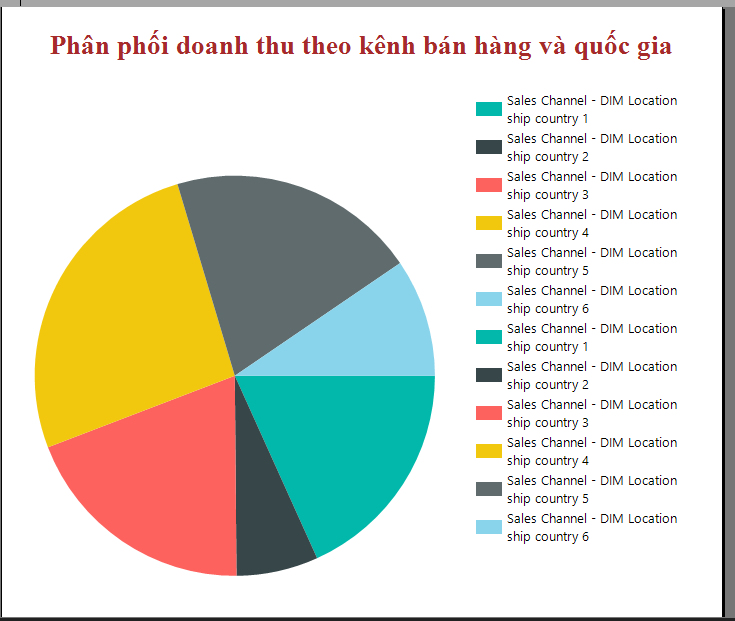 Phân phối doanh thu theo kênh bán hàng và quốc gia
Sales Channel - DIM Location
ship country 1
Sales Channel - DIM Location
ship country 2
Sales Channel - DIM Location
ship country 3
Sales Channel - DIM Location
ship country 4
Sales Channel - DIM Location
ship country 5
Sales Channel - DIM Location
ship country 6
Sales Channel - DIM Location
ship country 1
Sales Channel - DIM Location
ship country 2
Sales Channel - DIM Location
ship country 3
Sales Channel - DIM Location
ship country 4
Sales Channel - DIM Location
ship country 5
Sales Channel - DIM Location
ship country 6